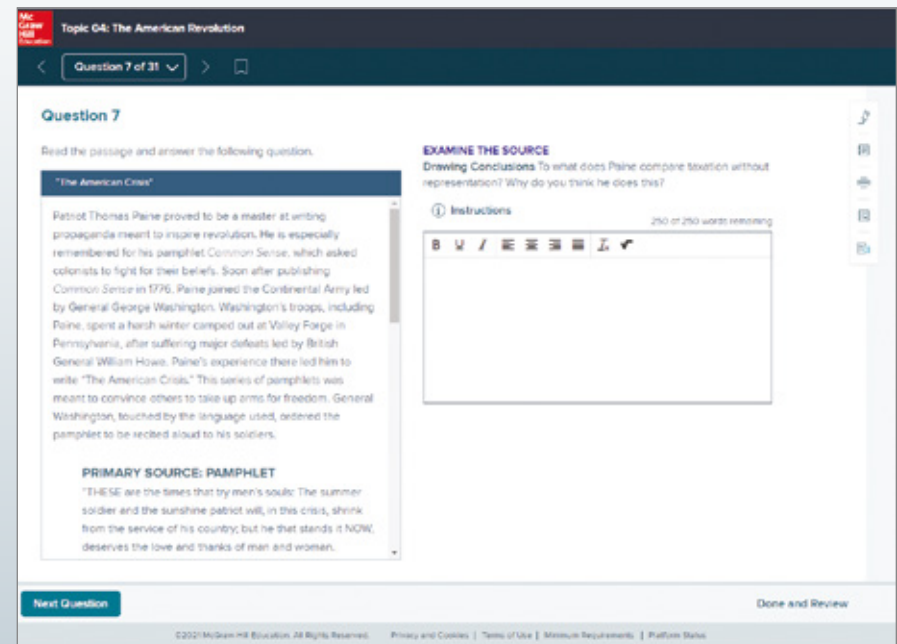 Mc
Graw
Hill
Education
Topic 04: The American Revolution
Question 7 of 31
Question 7
Read the passage and answer the following question.
"The American Crisis"
Patriot Thomas Paine proved to be a master at writing
propaganda meant to inspire revolution. He is especially
remembered for his pamphlet Common Sense, which asked
colonists to fight for their beliefs. Soon after publishing
Common Sense in 1776, Paine joined the Continental Army led
by General George Washington. Washington's troops, including
Paine, spent a harsh winter camped out at Valley Forge in
Pennsylvania, after suffering major defeats led by British
General William Howe. Paine's experience there led him to
write "The American Crisis." This series of pamphlets was
meant to convince others to take up arms for freedom. General
Washington, touched by the language used, ordered the
pamphlet to be recited aloud to his soldiers.
PRIMARY SOURCE: PAMPHLET
"THESE are the times that try men's souls: The summer
soldier and the sunshine patriot will, in this crisis, shrink
from the service of his country; but he that stands it NOW,
deserves the love and thanks of man and woman.
EXAMINE THE SOURCE
Drawing Conclusions To what does Paine compare taxation without
representation? Why do you think he does this?
Instructions
250 of 250 words remaining
B U I
Next Question
Done and Review
©2021 McGraw Hill Education. All Rights Reserved. Privacy and Cookies | Terms of Use | Minimum Requirements | Platform Status